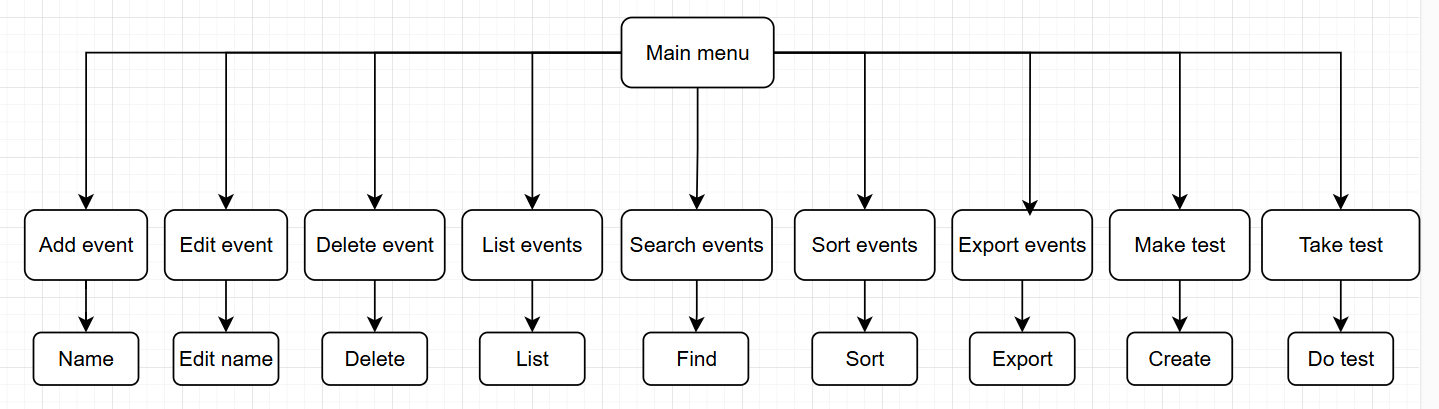 Main menu
Add event
Edit event
Delete event
List events
Search events
Sort events
Export events
Make test
Take test
Name
Edit name
Delete
List
Find
Sort
Export
Create
Do test